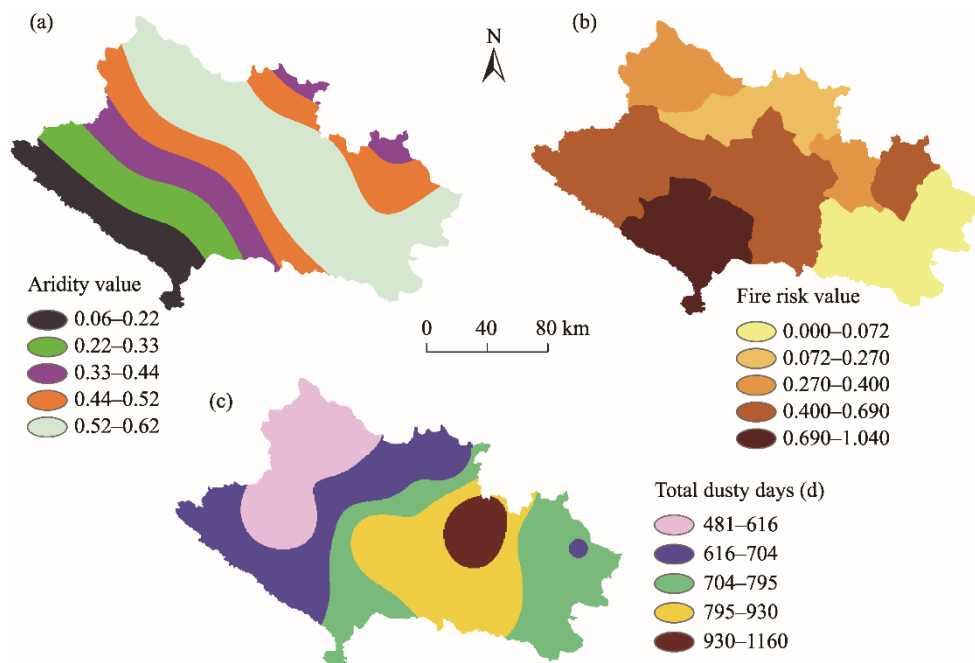 (a)
N
(b)
Aridity value
0.06–0.22
0.22–0.33
0.33–0.44
0.44–0.52
0.52–0.62
0 40 80 km
Fire risk value
0.000–0.072
0.072–0.270
0.270–0.400
0.400–0.690
0.690–1.040
(c)
Total dusty days (d)
481–616
616–704
704–795
795–930
930–1160